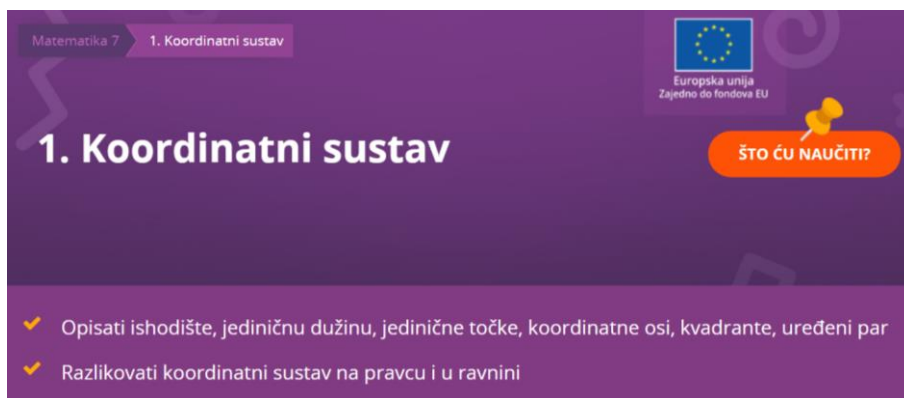 Matematika 7
1. Koordinatni sustav
Europska unija
Zajedno do fondova EU
1. Koordinatni sustav
ŠTO ĆU NAUČITI?
Opisati ishodište, jediničnu dužinu, jedinične točke, koordinatne osi, kvadrante, uređeni par
Razlikovati koordinatni sustav na pravcu i u ravnini